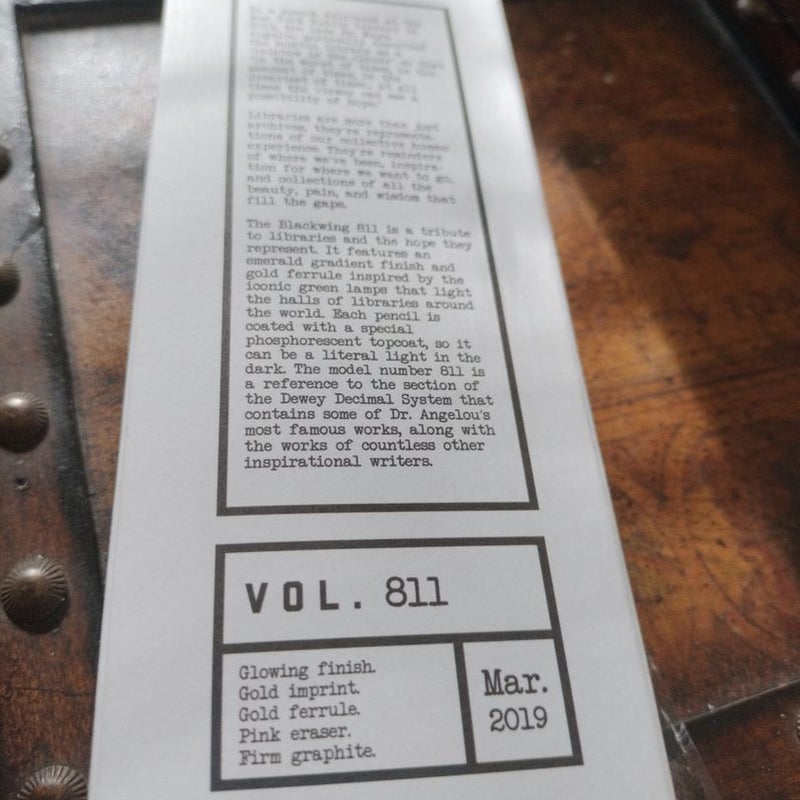 possibility of hope."
Libraries are more than just
archives, they're representa-
tions of our collective human
experience. They're reminders
of where we've been, inspira-
tion for where we want to go,
and collections of all the
beauty, pain, and wisdom that
fill the gaps.
The Blackwing 811 is a tribute
to libraries and the hope they
represent. It features an
emerald gradient finish and
gold ferrule inspired by the
iconic green lamps that light
the halls of libraries around
the world. Each pencil is
coated with a special
phosphorescent topcoat, so it
can be a literal light in the
dark. The model number 811 is
a reference to the section of
the Dewey Decimal System that
contains some of Dr. Angelou's
most famous works, along with
the works of countless other
inspirational writers.
VOL. 811
Glowing finish.
Gold imprint.
Gold ferrule.
Pink eraser.
Firm graphite.
Mar.
2019